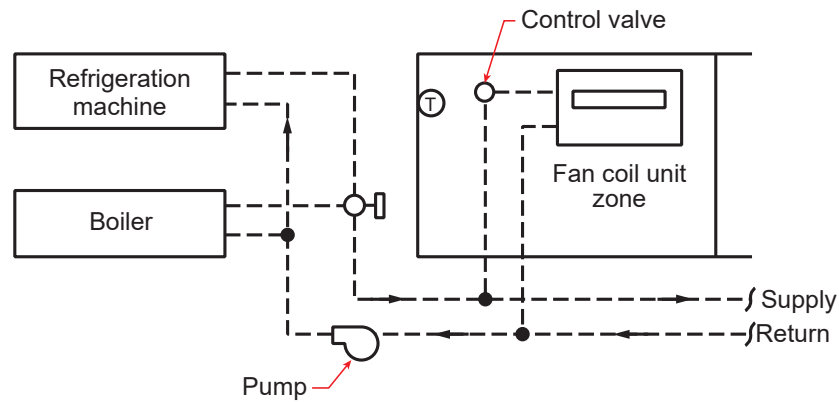 Control valve
Refrigeration
machine
T
Fan coil unit
zone
Boiler
Supply
Return
Pump